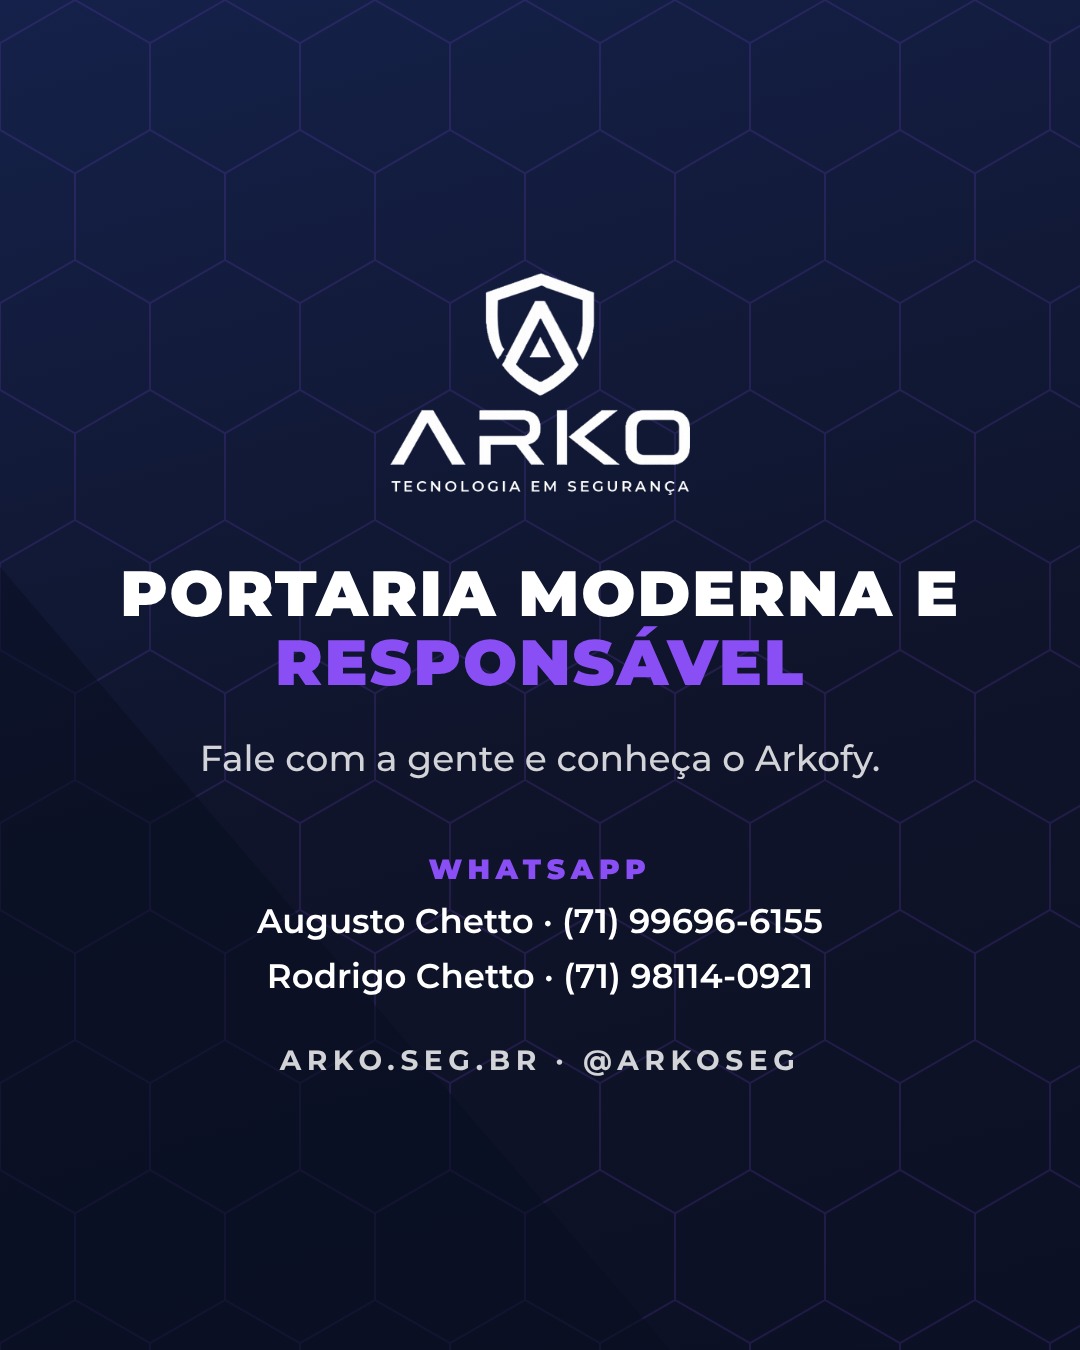 ARKO
TECNOLOGIA EM SEGURANÇA
PORTARIA MODERNA E
RESPONSÁVEL
Fale com a gente e conheça o Arkofy.
WHATSAPP
Augusto Chetto · (71) 99696-6155
Rodrigo Chetto · (71) 98114-0921
ARKO.SEG.BR · @ARKOSEG